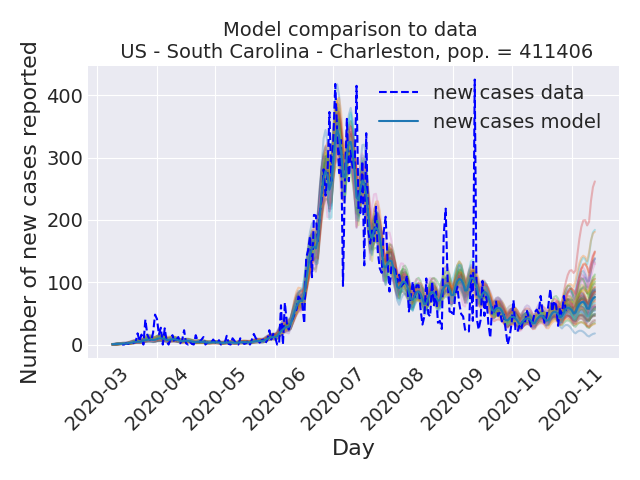 Model comparison to data
US - South Carolina - Charleston, pop. = 411406
Number of new cases reported
400
300
200
100
0
new cases data
new cases model
2020-03
2020-04
2020-05
2020-06
2020-07
2020-08
2020-09
2020-10
2020-11
Day